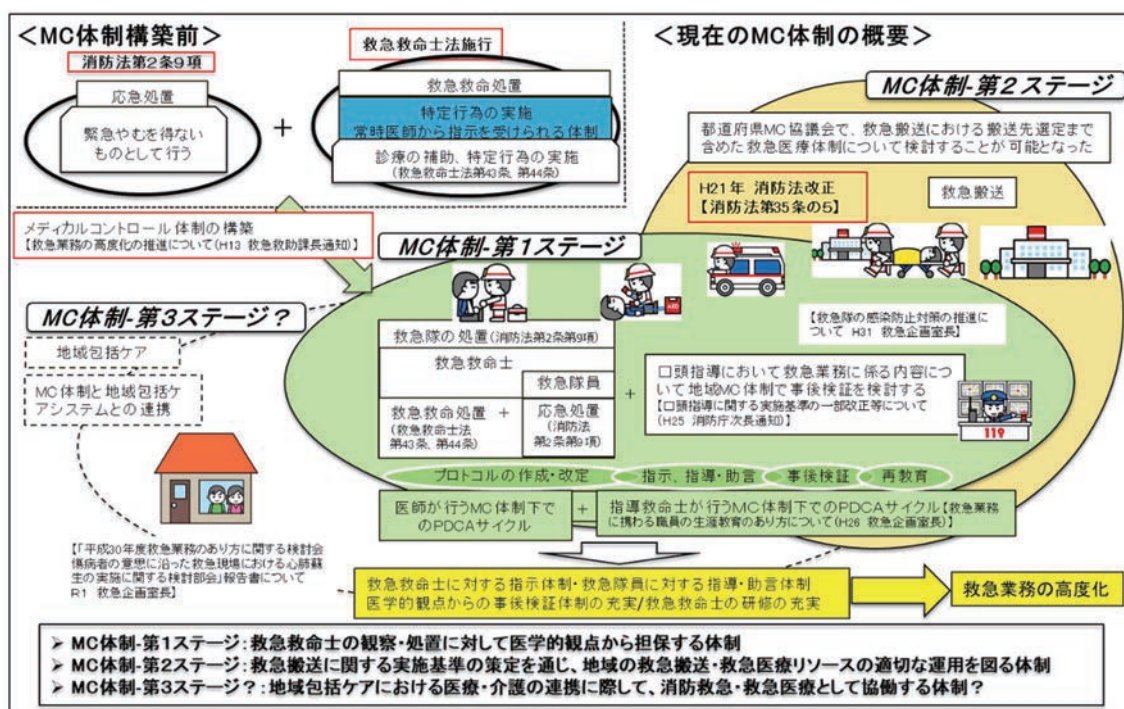 ＜MC体制構築前＞
消防法第2条9項
応急処置
緊急やむを得ない
ものとして行う
＋
救急救命士法施行
救急救命処置
特定行為の実施
常時医師から指示を受けられる体制
診療の補助、特定行為の実施
(救急救命士法第43条、第44条)
＜現在のMC体制の概要＞
MC体制-第2ステージ
都道府県MC協議会で、救急搬送における搬送先選定まで
含めた救急医療体制について検討することが可能となった
H21年 消防法改正
【消防法第35条の5】
救急搬送
メディカルコントロール体制の構築
【救急業務の高度化の推進について(H13 救急救助課長通知)】
MC体制-第1ステージ
救急隊の処置(消防法第2条第9項)
救急救命士
救急隊員
救急救命処置
(救急救命士法
第43条、第44条)
＋
応急処置
(消防法
第2条第9項)
＋
【救急隊の感染防止対策の推進に
ついて H31 救急企画室長】
口頭指導において救急業務に係る内容につ
いて地域MC体制で事後検証を検討する
【口頭指導に関する実施基準の一部改正等について
(H25 消防庁次長通知)】
119
プロトコルの作成・改定
指示、指導・助言
事後検証
再教育
医師が行うMC体制下で
のPDCAサイクル
＋
指導救命士が行うMC体制下でのPDCAサイクル【救急業務
に携わる職員の生涯教育のあり方について(H26 救急企画室長)】
MC体制-第3ステージ？
地域包括ケア
MC体制と地域包括ケ
アシステムとの連携
【「平成30年度救急業務のあり方に関する検討会
傷病者の意思に沿った救急現場における心肺蘇
生の実施に関する検討部会」報告書について
R1 救急企画室長】
救急救命士に対する指示体制・救急隊員に対する指導・助言体制
医学的観点からの事後検証体制の充実/救急救命士の研修の充実
救急業務の高度化
➢ MC体制-第1ステージ：救急救命士の観察・処置に対して医学的観点から担保する体制
➢ MC体制-第2ステージ：救急搬送に関する実施基準の策定を通じ、地域の救急搬送・救急医療リソースの適切な運用を図る体制
➢ MC体制-第3ステージ？：地域包括ケアにおける医療・介護の連携に際して、消防救急・救急医療として協働する体制？